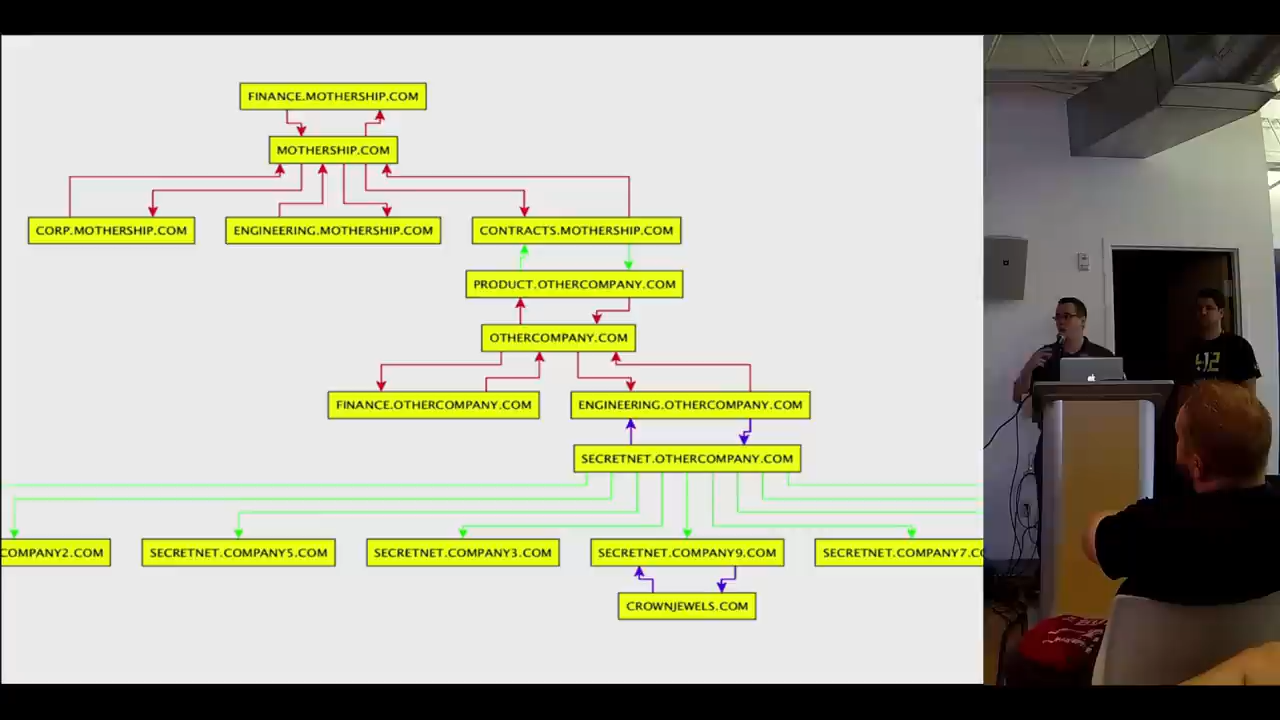 FINANCE.MOTHERSHIP.COM
MOTHERSHIP.COM
CORP.MOTHERSHIP.COM
ENGINEERING.MOTHERSHIP.COM
CONTRACTS.MOTHERSHIP.COM
PRODUCT.OTHERCOMPANY.COM
OTHERCOMPANY.COM
FINANCE.OTHERCOMPANY.COM
ENGINEERING.OTHERCOMPANY.COM
SECRETNET.OTHERCOMPANY.COM
COMPANY2.COM
SECRETNET.COMPANY5.COM
SECRETNET.COMPANY3.COM
SECRETNET.COMPANY9.COM
SECRETNET.COMPANY7.CO
CROWNJEWELS.COM